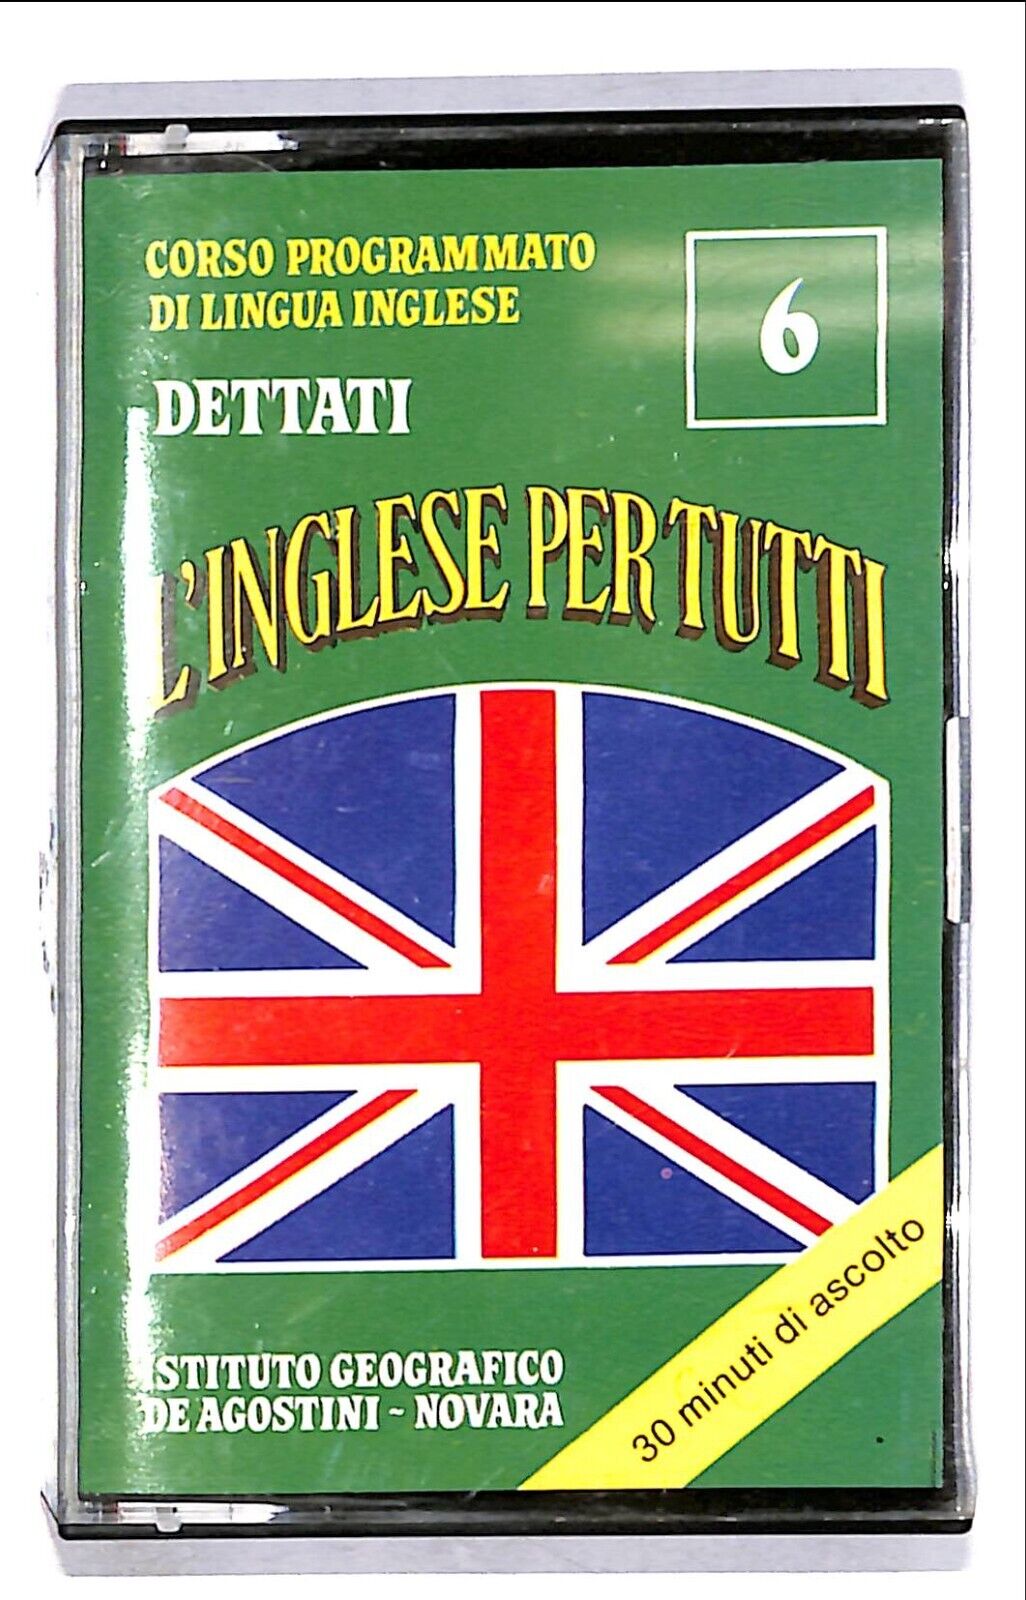 CORSO PROGRAMMATO
DI LINGUA INGLESE
6
DETTATI
L'INGLESE PER TUTTI
30 minuti di ascolto
ISTITUTO GEOGRAFICO
DE AGOSTINI - NOVARA